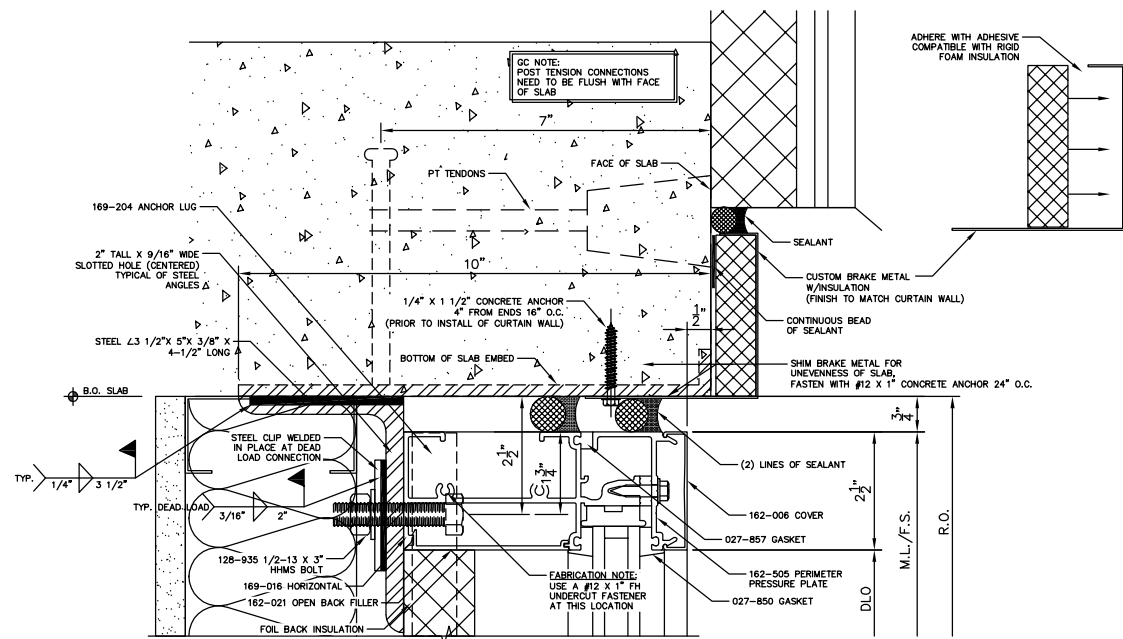 ADHERE WITH ADHESIVE
COMPATIBLE WITH RIGID
FOAM INSULATION
GC NOTE:
POST TENSION CONNECTIONS
NEED TO BE FLUSH WITH FACE
OF SLAB
7"
FACE OF SLAB
PT TENDONS
169-204 ANCHOR LUG
SEALANT
2" TALL X 9/16" WIDE
SLOTTED HOLE (CENTERED)
TYPICAL OF STEEL
ANGLES
10"
CUSTOM BRAKE METAL
W/INSULATION
(FINISH TO MATCH CURTAIN WALL)
1/4" X 1 1/2" CONCRETE ANCHOR
4" FROM ENDS 16" O.C.
(PRIOR TO INSTALL OF CURTAIN WALL)
1/2"
CONTINUOUS BEAD
OF SEALANT
STEEL ∠3 1/2"X 5"X 3/8" X
4-1/2" LONG
BOTTOM OF SLAB EMBED
SHIM BRAKE METAL FOR
UNEVENESS OF SLAB,
FASTEN WITH #12 X 1" CONCRETE ANCHOR 24" O.C.
B.O. SLAB
3/4"
STEEL CLIP WELDED
IN PLACE AT DEAD
LOAD CONNECTION
2 1/2"
1 3/4"
(2) LINES OF SEALANT
2 1/2"
TYP.
1/4"
3 1/2"
TYP. DEAD LOAD
3/16"
2"
162-006 COVER
M.L./F.S.
R.O.
027-857 GASKET
128-935 1/2-13 X 3"
HHMS BOLT
169-016 HORIZONTAL
162-021 OPEN BACK FILLER
FOIL BACK INSULATION
FABRICATION NOTE:
USE A #12 X 1" FH
UNDERCUT FASTENER
AT THIS LOCATION
162-505 PERIMETER
PRESSURE PLATE
027-850 GASKET
DLO